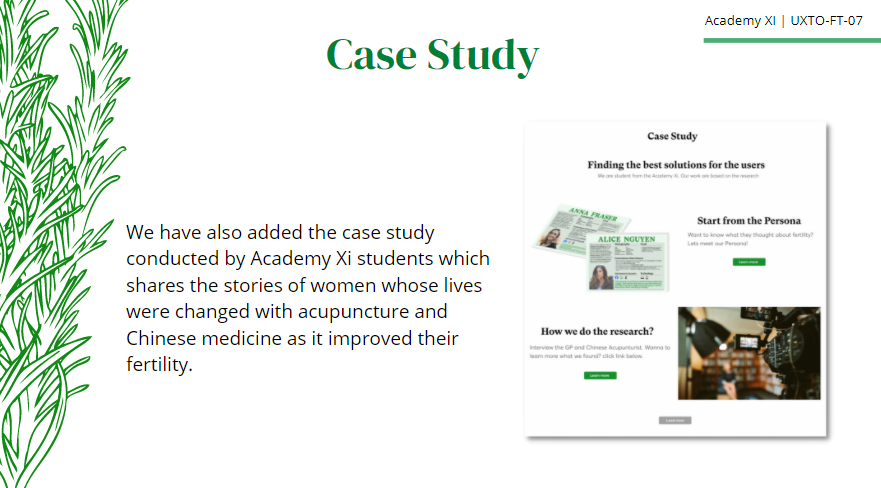 Academy XI | UXTO-FT-07
Case Study
We have also added the case study
conducted by Academy Xi students which
shares the stories of women whose lives
were changed with acupuncture and
Chinese medicine as it improved their
fertility.
Case Study
Finding the best solutions for the users
We are student from the Academy Xi. Our work are based on the research
ANNA FRASER
ALICE NGUYEN
Start from the Persona
Want to know what they thought about fertility?
Lets meet our Persona!
Learn more
How we do the research?
Interview the GP and Chinese Acupunturist. Wanna to
learn more what we found? click link below.
Learn more
Learn more